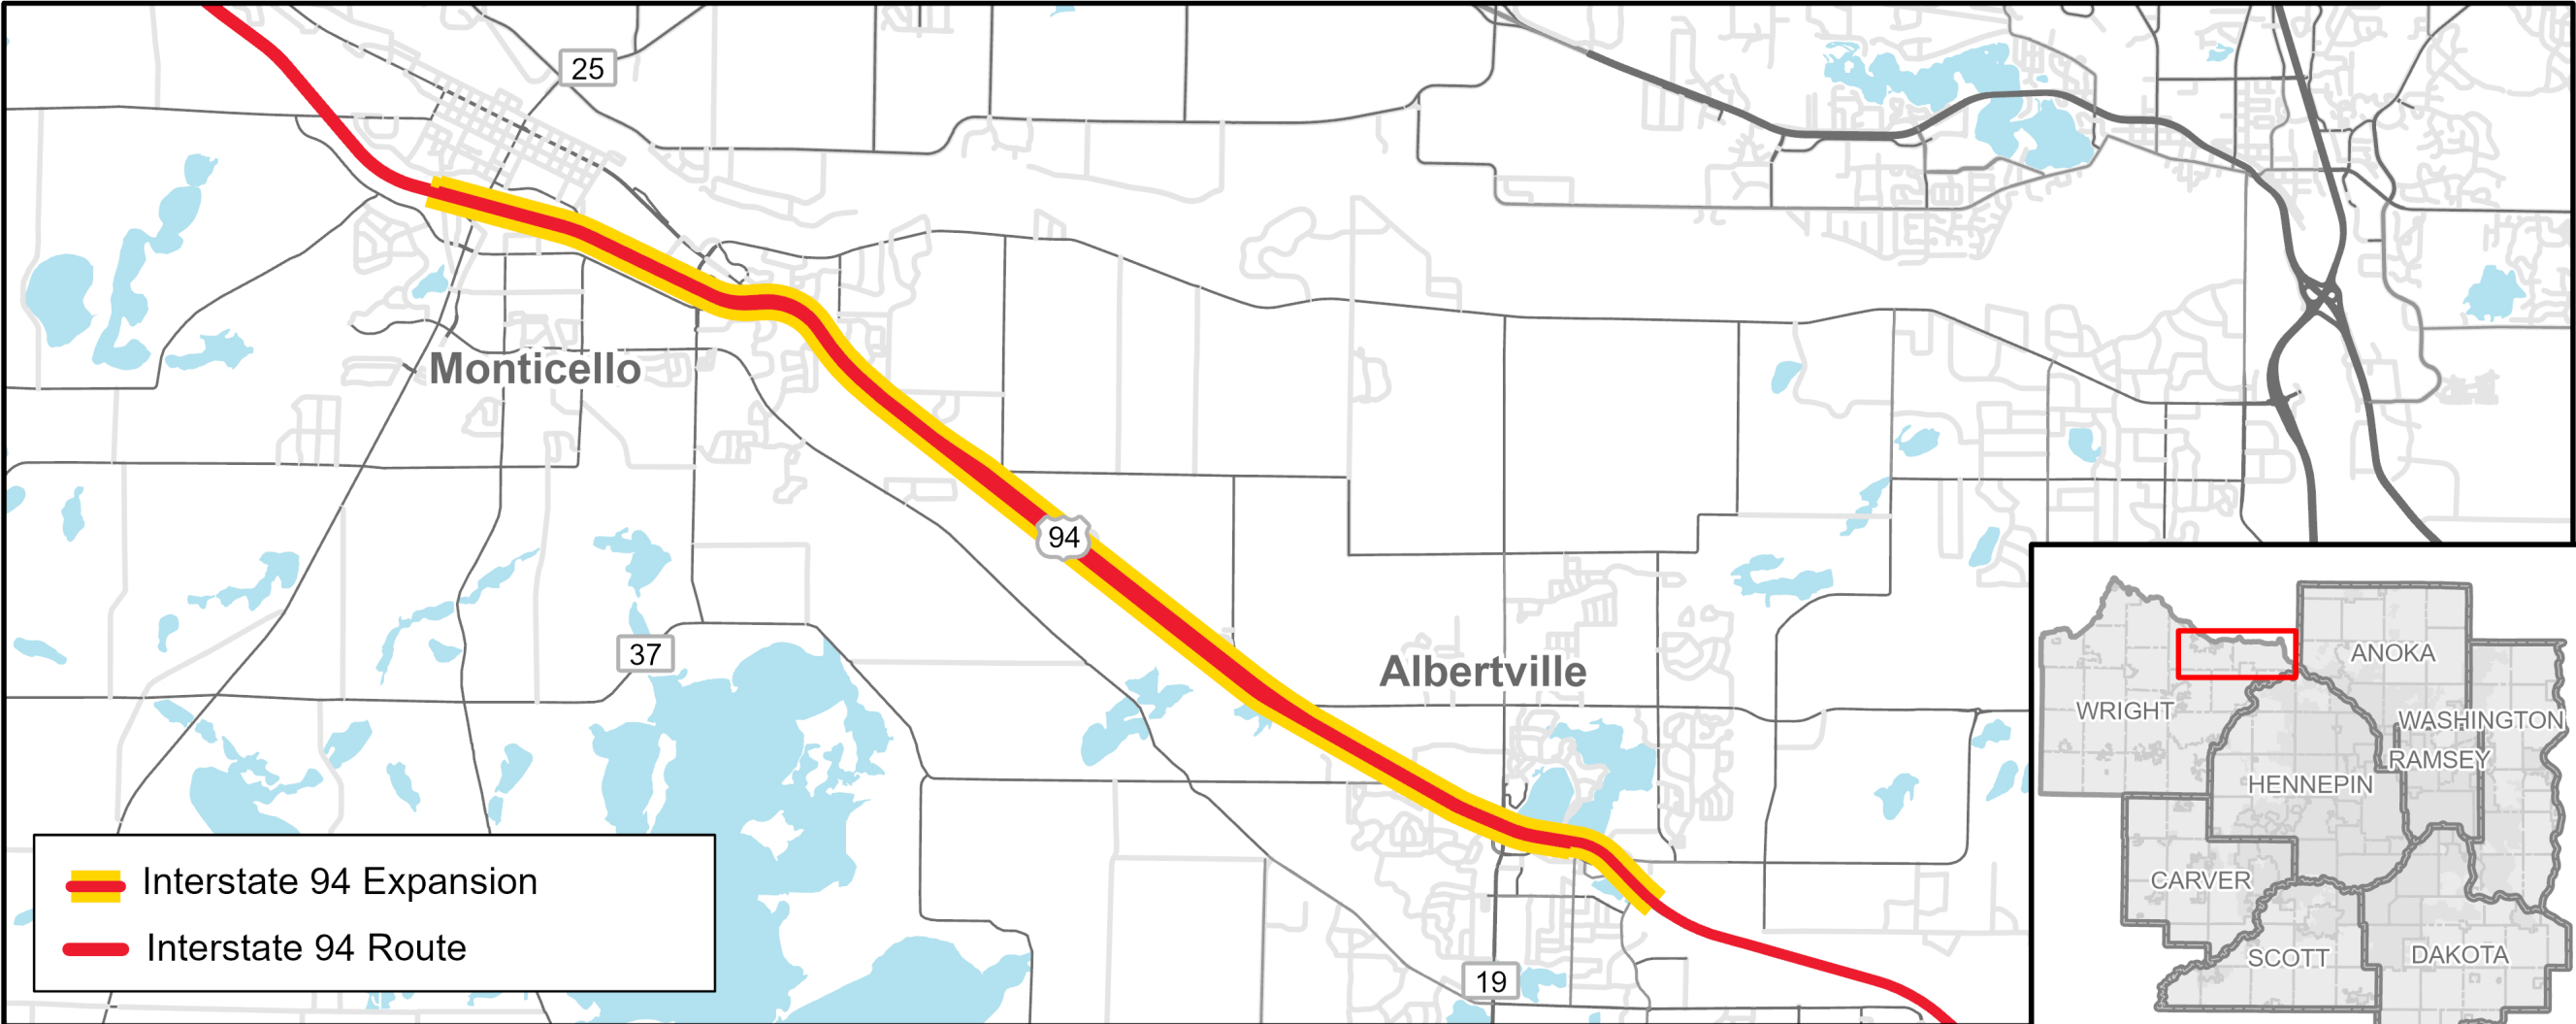 25
Monticello
94
37
Albertville
19
Interstate 94 Expansion
Interstate 94 Route
ANOKA
WRIGHT
WASHINGTON
RAMSEY
HENNEPIN
CARVER
SCOTT
DAKOTA